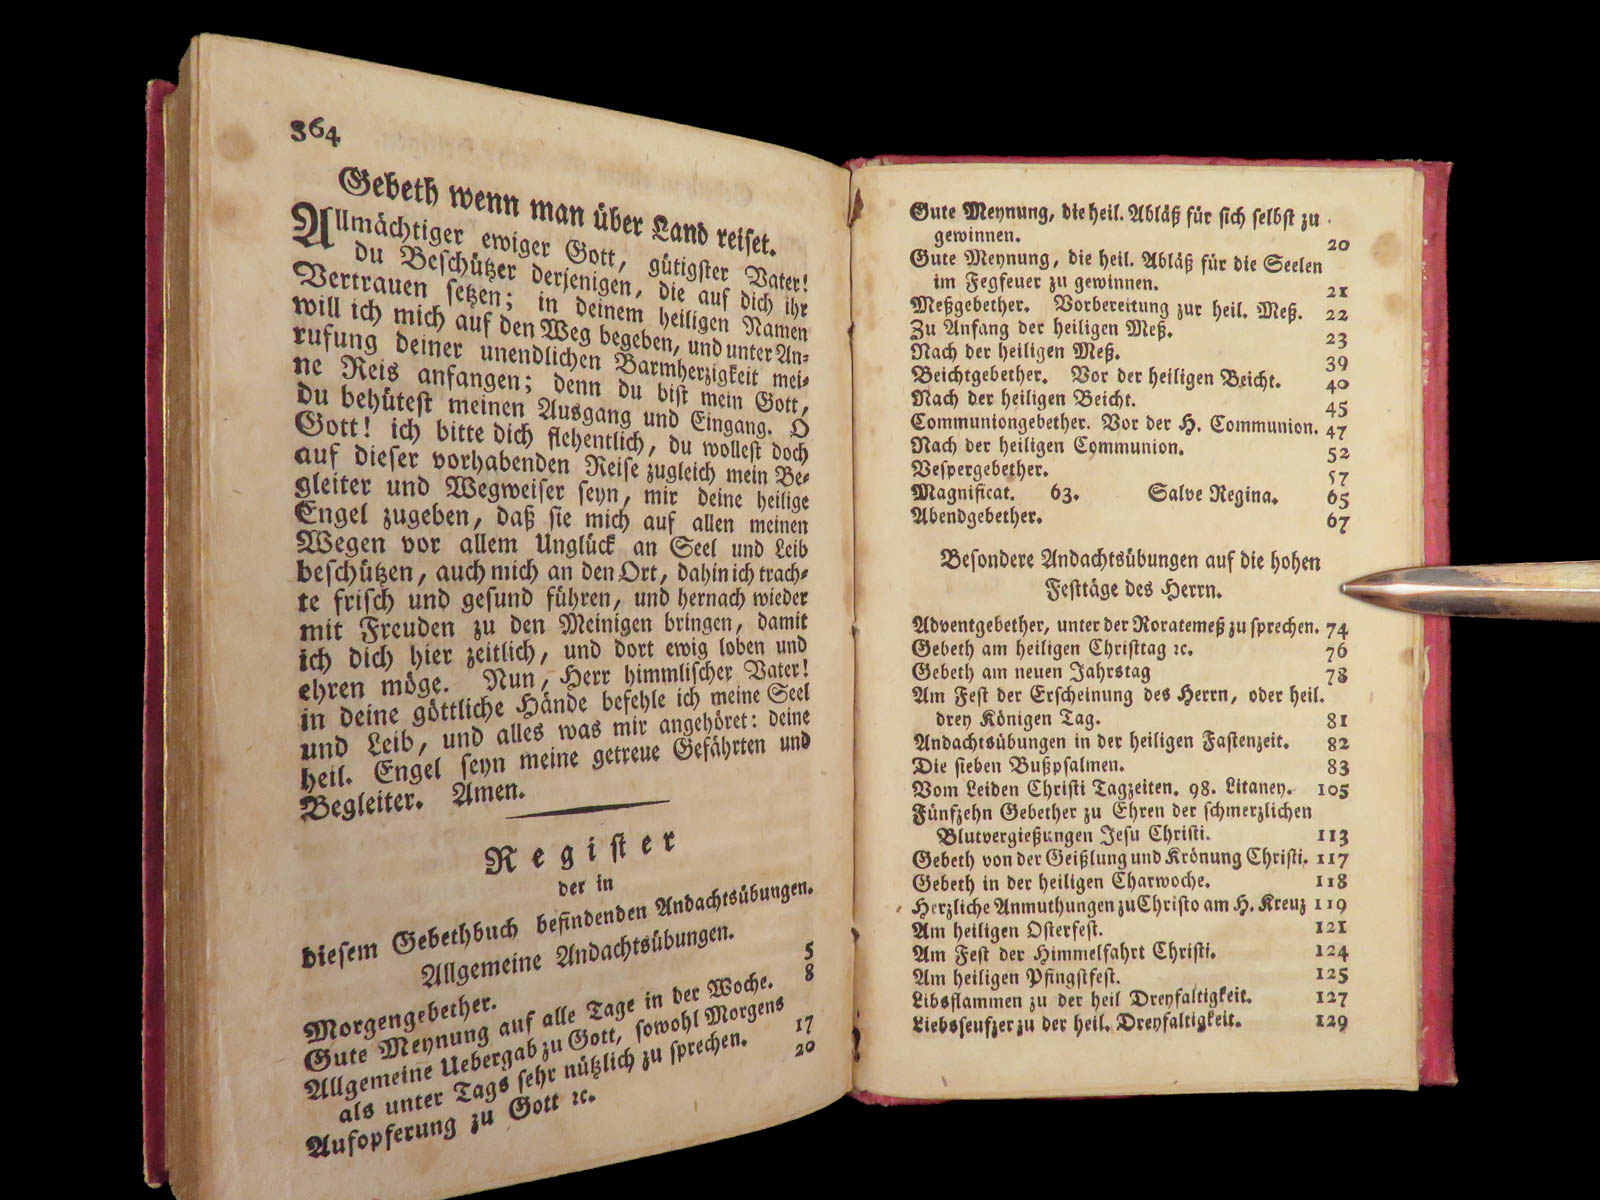 364
Gebeth wenn man über Land reiset.
Allmächtiger ewiger Gott, gütigster Vater!
du Beschützer derjenigen, die auf dich ihr
Vertrauen setzen; in deinem heiligen Namen
will ich mich auf den Weg begeben, und unter An-
rufung deiner unendlichen Barmherzigkeit mei-
ne Reis anfangen; denn du bist mein Gott,
du behütest meinen Ausgang und Eingang. O
Gott! ich bitte dich flehentlich, du wollest doch
auf dieser vorhabenden Reise zugleich mein Be-
gleiter und Wegweiser seyn, mir deine heilige
Engel zugeben, daß sie mich auf allen meinen
Wegen vor allem Unglück an Seel und Leib
beschützen, auch mich an den Ort, dahin ich trach-
te frisch und gesund führen, und hernach wieder
mit Freuden zu den Meinigen bringen, damit
ich dich hier zeitlich, und dort ewig loben und
ehren möge. Nun, Herr himmlischer Vater!
in deine göttliche Hände befehle ich meine Seel
und Leib, und alles was mir angehöret: deine
heil. Engel seyn meine getreue Gefährten und
Begleiter. Amen.
Register
der in
diesem Gebethbuch befindenden Andachtsübungen.
Allgemeine Andachtsübungen.
Morgengebether. 5
Gute Meynung auf alle Tage in der Woche. 8
Allgemeine Uebergab zu Gott, sowohl Morgens
als unter Tags sehr nützlich zu sprechen. 17
Aufopferung zu Gott ꝛc. 20
Gute Meynung, die heil. Abläß für sich selbst zu
gewinnen. 20
Gute Meynung, die heil. Abläß für die Seelen
im Fegfeuer zu gewinnen. 21
Meßgebether. Vorbereitung zur heil. Meß. 22
Zu Anfang der heiligen Meß. 23
Nach der heiligen Meß. 39
Beichtgebether. Vor der heiligen Beicht. 40
Nach der heiligen Beicht. 45
Communiongebether. Vor der H. Communion. 47
Nach der heiligen Communion. 52
Vespergebether. 57
Magnificat. 63. Salve Regina. 65
Abendgebether. 67
Besondere Andachtsübungen auf die hohen
Festtäge des Herrn.
Adventgebether, unter der Roratemeß zu sprechen. 74
Gebeth am heiligen Christtag ꝛc. 76
Gebeth am neuen Jahrstag 78
Am Fest der Erscheinung des Herrn, oder heil.
drey Königen Tag. 81
Andachtsübungen in der heiligen Fastenzeit. 82
Die sieben Bußpsalmen. 83
Vom Leiden Christi Tagzeiten. 98. Litaney. 105
Fünfzehn Gebether zu Ehren der schmerzlichen
Blutvergießungen Jesu Christi. 113
Gebeth von der Geißlung und Krönung Christi. 117
Gebeth in der heiligen Charwoche. 118
Herzliche Anmuthungen zu Christo am H. Kreuz 119
Am heiligen Osterfest. 121
Am Fest der Himmelfahrt Christi. 124
Am heiligen Pfingstfest. 125
Libsflammen zu der heil Dreyfaltigkeit. 127
Liebsseufzer zu der heil. Dreyfaltigkeit. 129